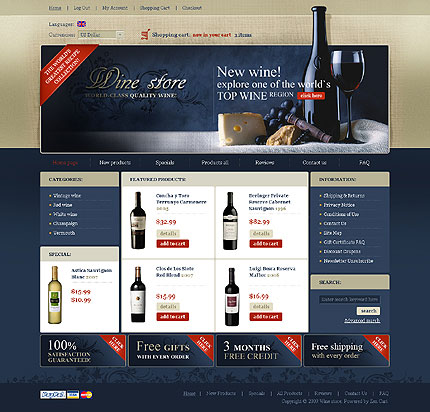 Home | Log Out | My Account | Shopping Cart | Checkout
Languages:
Currencies: US Dollar
Shopping cart: now in your cart 2 items
THE WORLD'S
GREATEST RECIPE
COLLECTION!
Wine store
WORLD-CLASS QUALITY WINE!
New wine!
explore one of the world's
TOP WINE REGION click here
Homepage New products Specials Products all Reviews Contact us FAQ
CATEGORIES:
Vintage wine
Red wine
White wine
Champaign
Vermouth
SPECIAL:
Astica Sauvignon
Blanc 2007
$15.99
$10.99
FEATURED PRODUCTS:
Concha y Toro
Terrunyo Carmenere
2005
$32.99
details
add to cart
Beringer Private
Reserve Cabernet
Sauvignon 1996
$82.99
details
add to cart
Clos de Los Siete
Red Blend 2007
$15.99
details
add to cart
Luigi Bosca Reserva
Malbec 2008
$16.99
details
add to cart
INFORMATION:
Shipping & Returns
Privacy Notice
Conditions of Use
Contact Us
Site Map
Gift Certificate FAQ
Discount Coupons
Newsletter Unsubscribe
SEARCH:
Enter search keyword here
search
Advanced search
100%
SATISFACTION
GUARANTEED!
CLICK HERE
Free GIFTS
WITH EVERY ORDER
CLICK HERE
3 MONTHS
FREE CREDIT
CLICK HERE
Free shipping
with every order
CLICK HERE
PayPal VISA
Home | New Products | Specials | All Products | Reviews | Contact Us | FAQ
Copyright © 2009 Wine store. Powered by Zen Cart